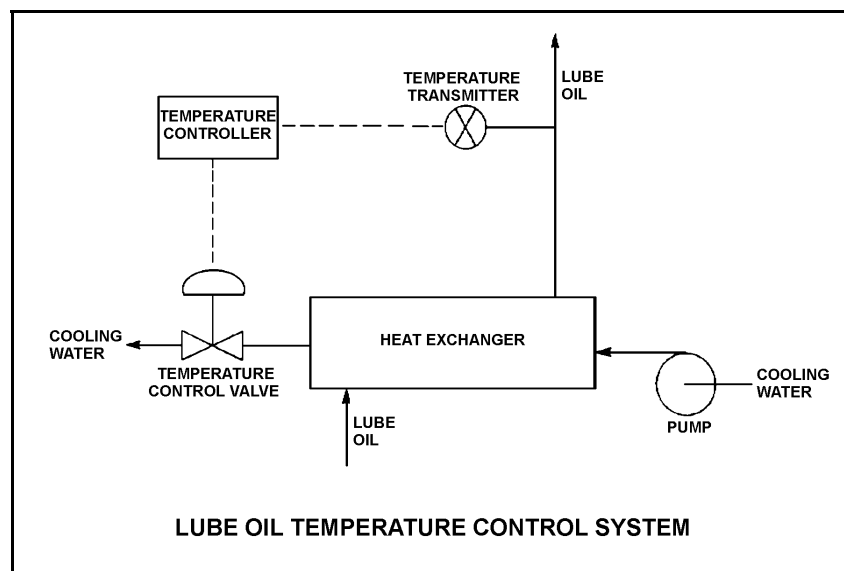 TEMPERATURE
TRANSMITTER
LUBE
OIL
TEMPERATURE
CONTROLLER
HEAT EXCHANGER
COOLING
WATER
TEMPERATURE
CONTROL VALVE
COOLING
WATER
PUMP
LUBE
OIL
LUBE OIL TEMPERATURE CONTROL SYSTEM